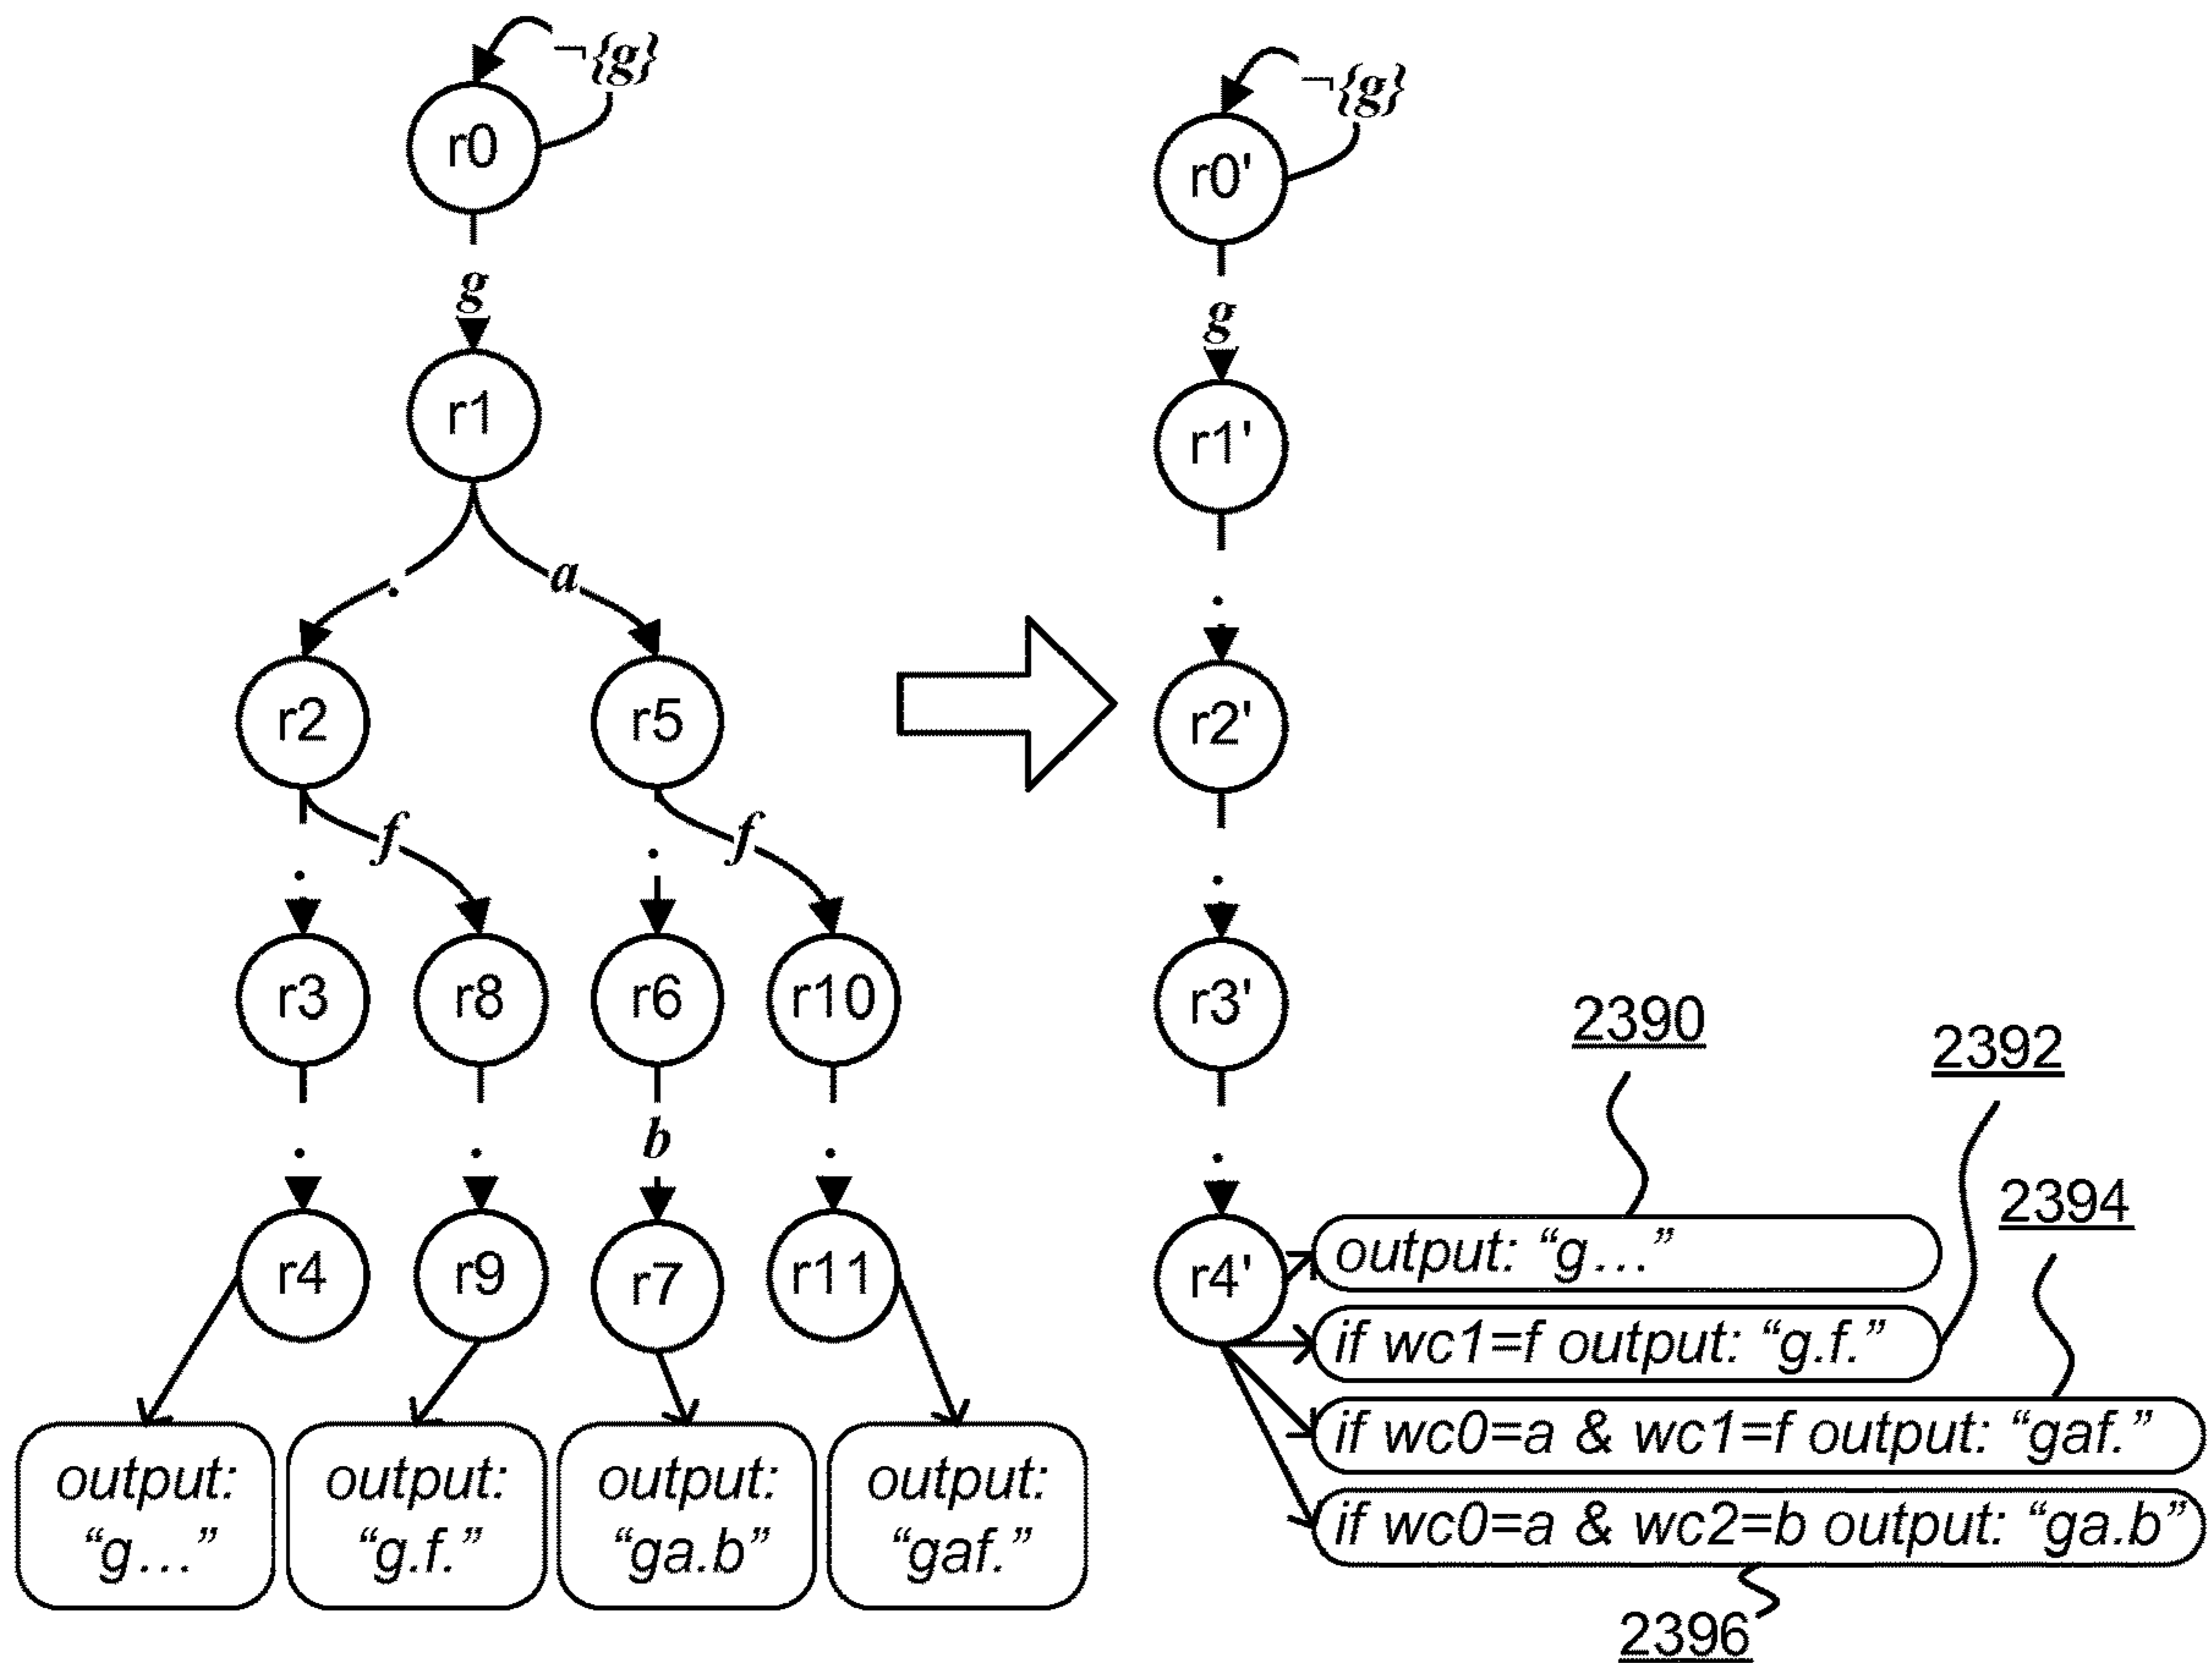 ¬{g}
r0
g
r1
.
a
r2
r5
.
f
.
f
r3
r8
r6
r10
.
.
b
.
r4
r9
r7
r11
output:
“g…”
output:
“g.f.”
output:
“ga.b”
output:
“gaf.”
¬{g}
r0'
g
r1'
.
r2'
.
r3'
.
r4'
2390
2392
2394
output: “g…”
if wc1=f output: “g.f.”
if wc0=a & wc1=f output: “gaf.”
if wc0=a & wc2=b output: “ga.b”
2396